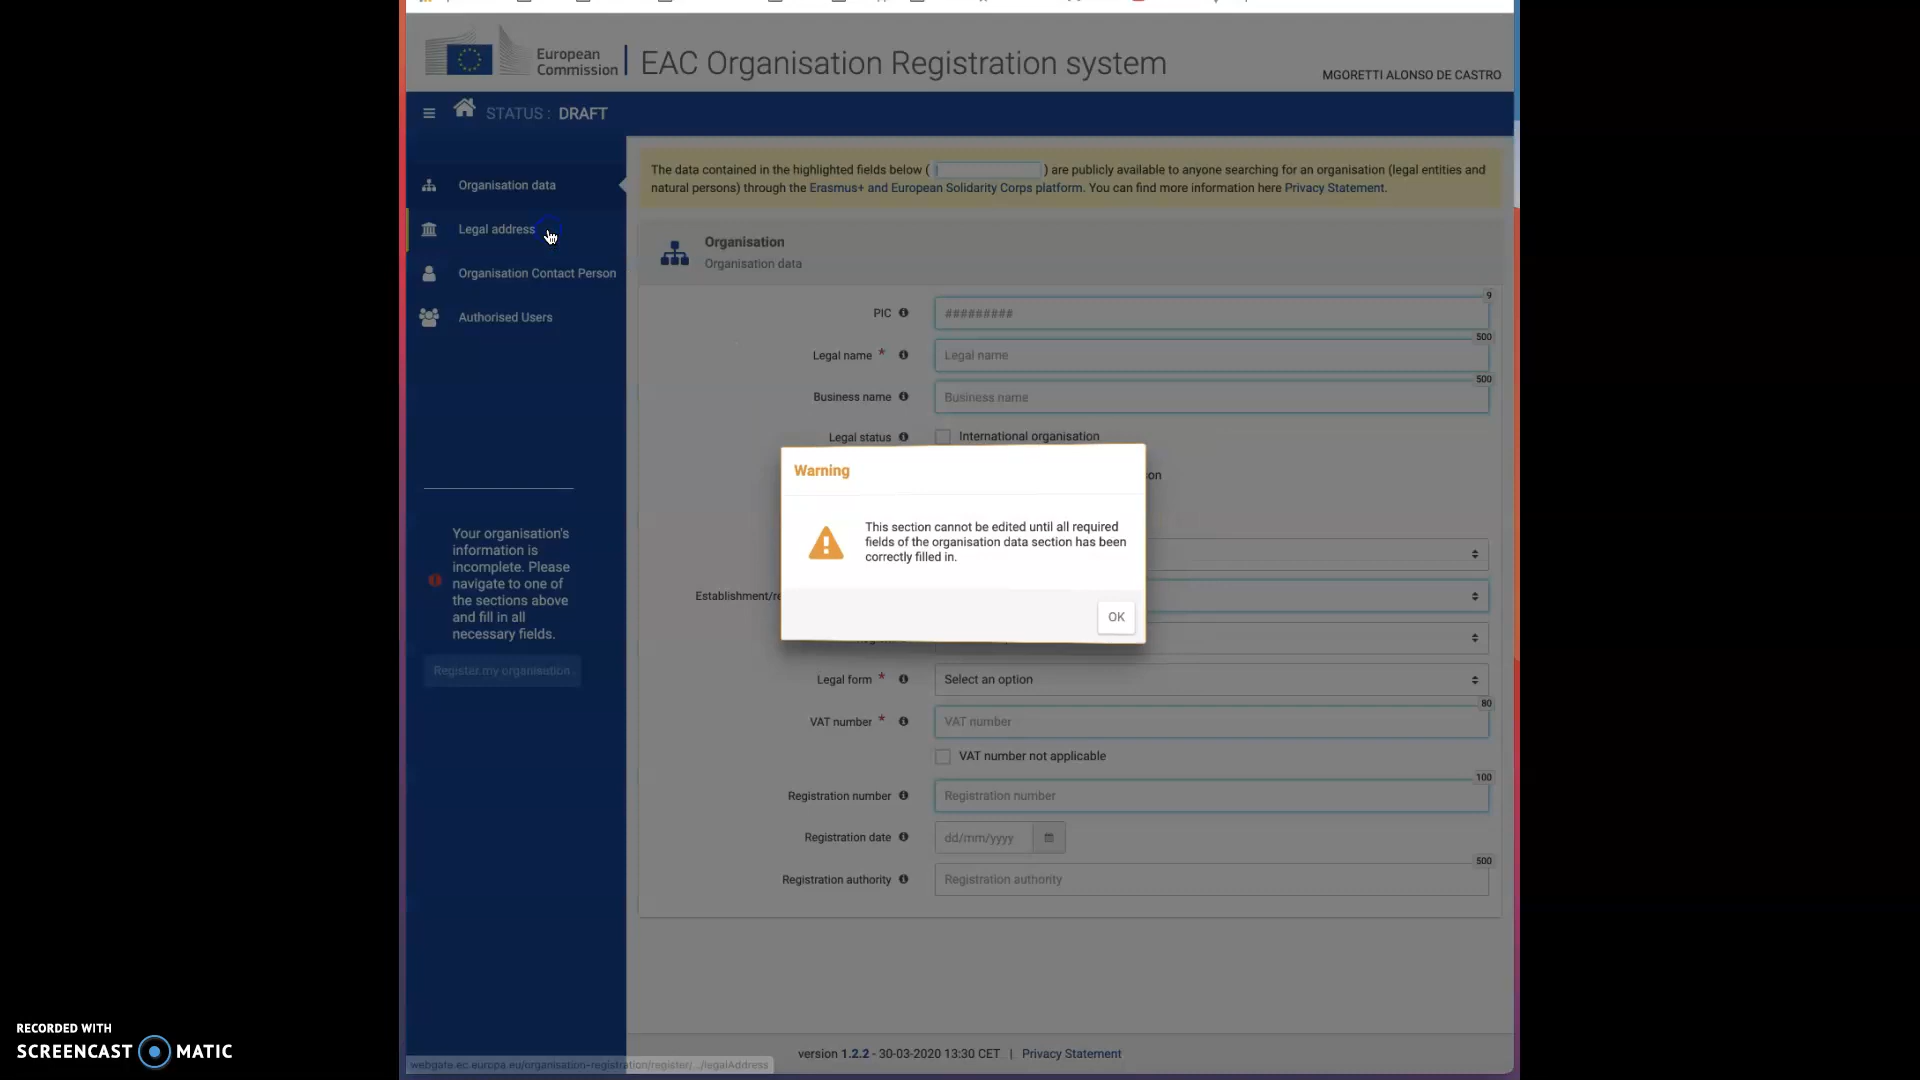 European
Commission
EAC Organisation Registration system
MGORETTI ALONSO DE CASTRO
STATUS : DRAFT
Organisation data
Legal address
Organisation Contact Person
Authorised Users
Your organisation's
information is
incomplete. Please
navigate to one of
the sections above
and fill in all
necessary fields.
Register my organisation
The data contained in the highlighted fields below ( ) are publicly available to anyone searching for an organisation (legal entities and
natural persons) through the Erasmus+ and European Solidarity Corps platform. You can find more information here Privacy Statement.
Organisation
Organisation data
9
PIC #########
500
Legal name * Legal name
500
Business name Business name
Legal status International organisation
Warning
This section cannot be edited until all required
fields of the organisation data section has been
correctly filled in.
OK
Legal form * Select an option
80
VAT number * VAT number
VAT number not applicable
100
Registration number Registration number
Registration date dd/mm/yyyy
500
Registration authority Registration authority
version 1.2.2 - 30-03-2020 13:30 CET | Privacy Statement
webgate.ec.europa.eu/organisation-registration/register/.../legalAddress
RECORDED WITH
SCREENCAST MATIC